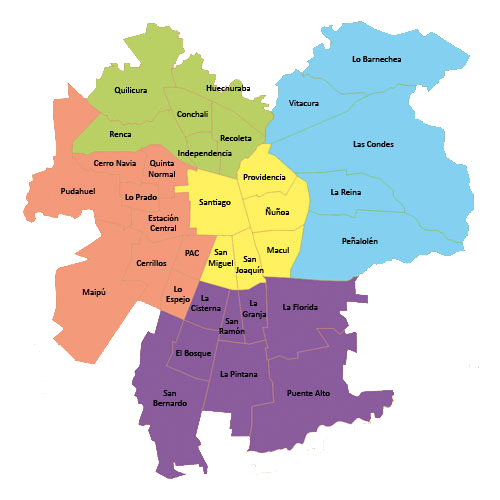 Lo Barnechea
Quilicura
Huechuraba
Vitacura
Conchalí
Renca
Recoleta
Las Condes
Independencia
Cerro Navia
Quinta
Normal
Providencia
Pudahuel
Lo Prado
La Reina
Santiago
Ñuñoa
Estación
Central
Peñalolén
PAC
San
Miguel
Macul
Cerrillos
San
Joaquín
Maipú
Lo
Espejo
La
Cisterna
La
Granja
La Florida
San
Ramón
El Bosque
La Pintana
San
Bernardo
Puente Alto